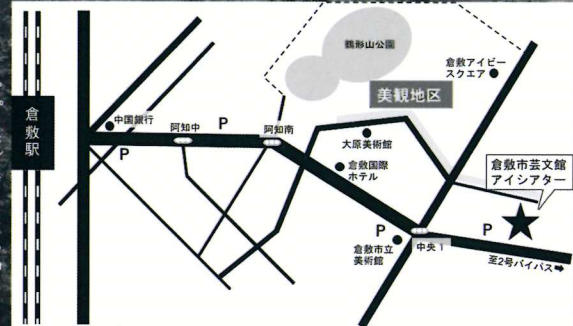 鶴形山公園
倉敷アイビー
スクエア
美観地区
倉敷駅
中国銀行
阿知中
P
阿知南
P
大原美術館
倉敷国際
ホテル
倉敷市芸文館
アイシアター
P
P
倉敷市立
美術館
中央1
至2号バイパス➡